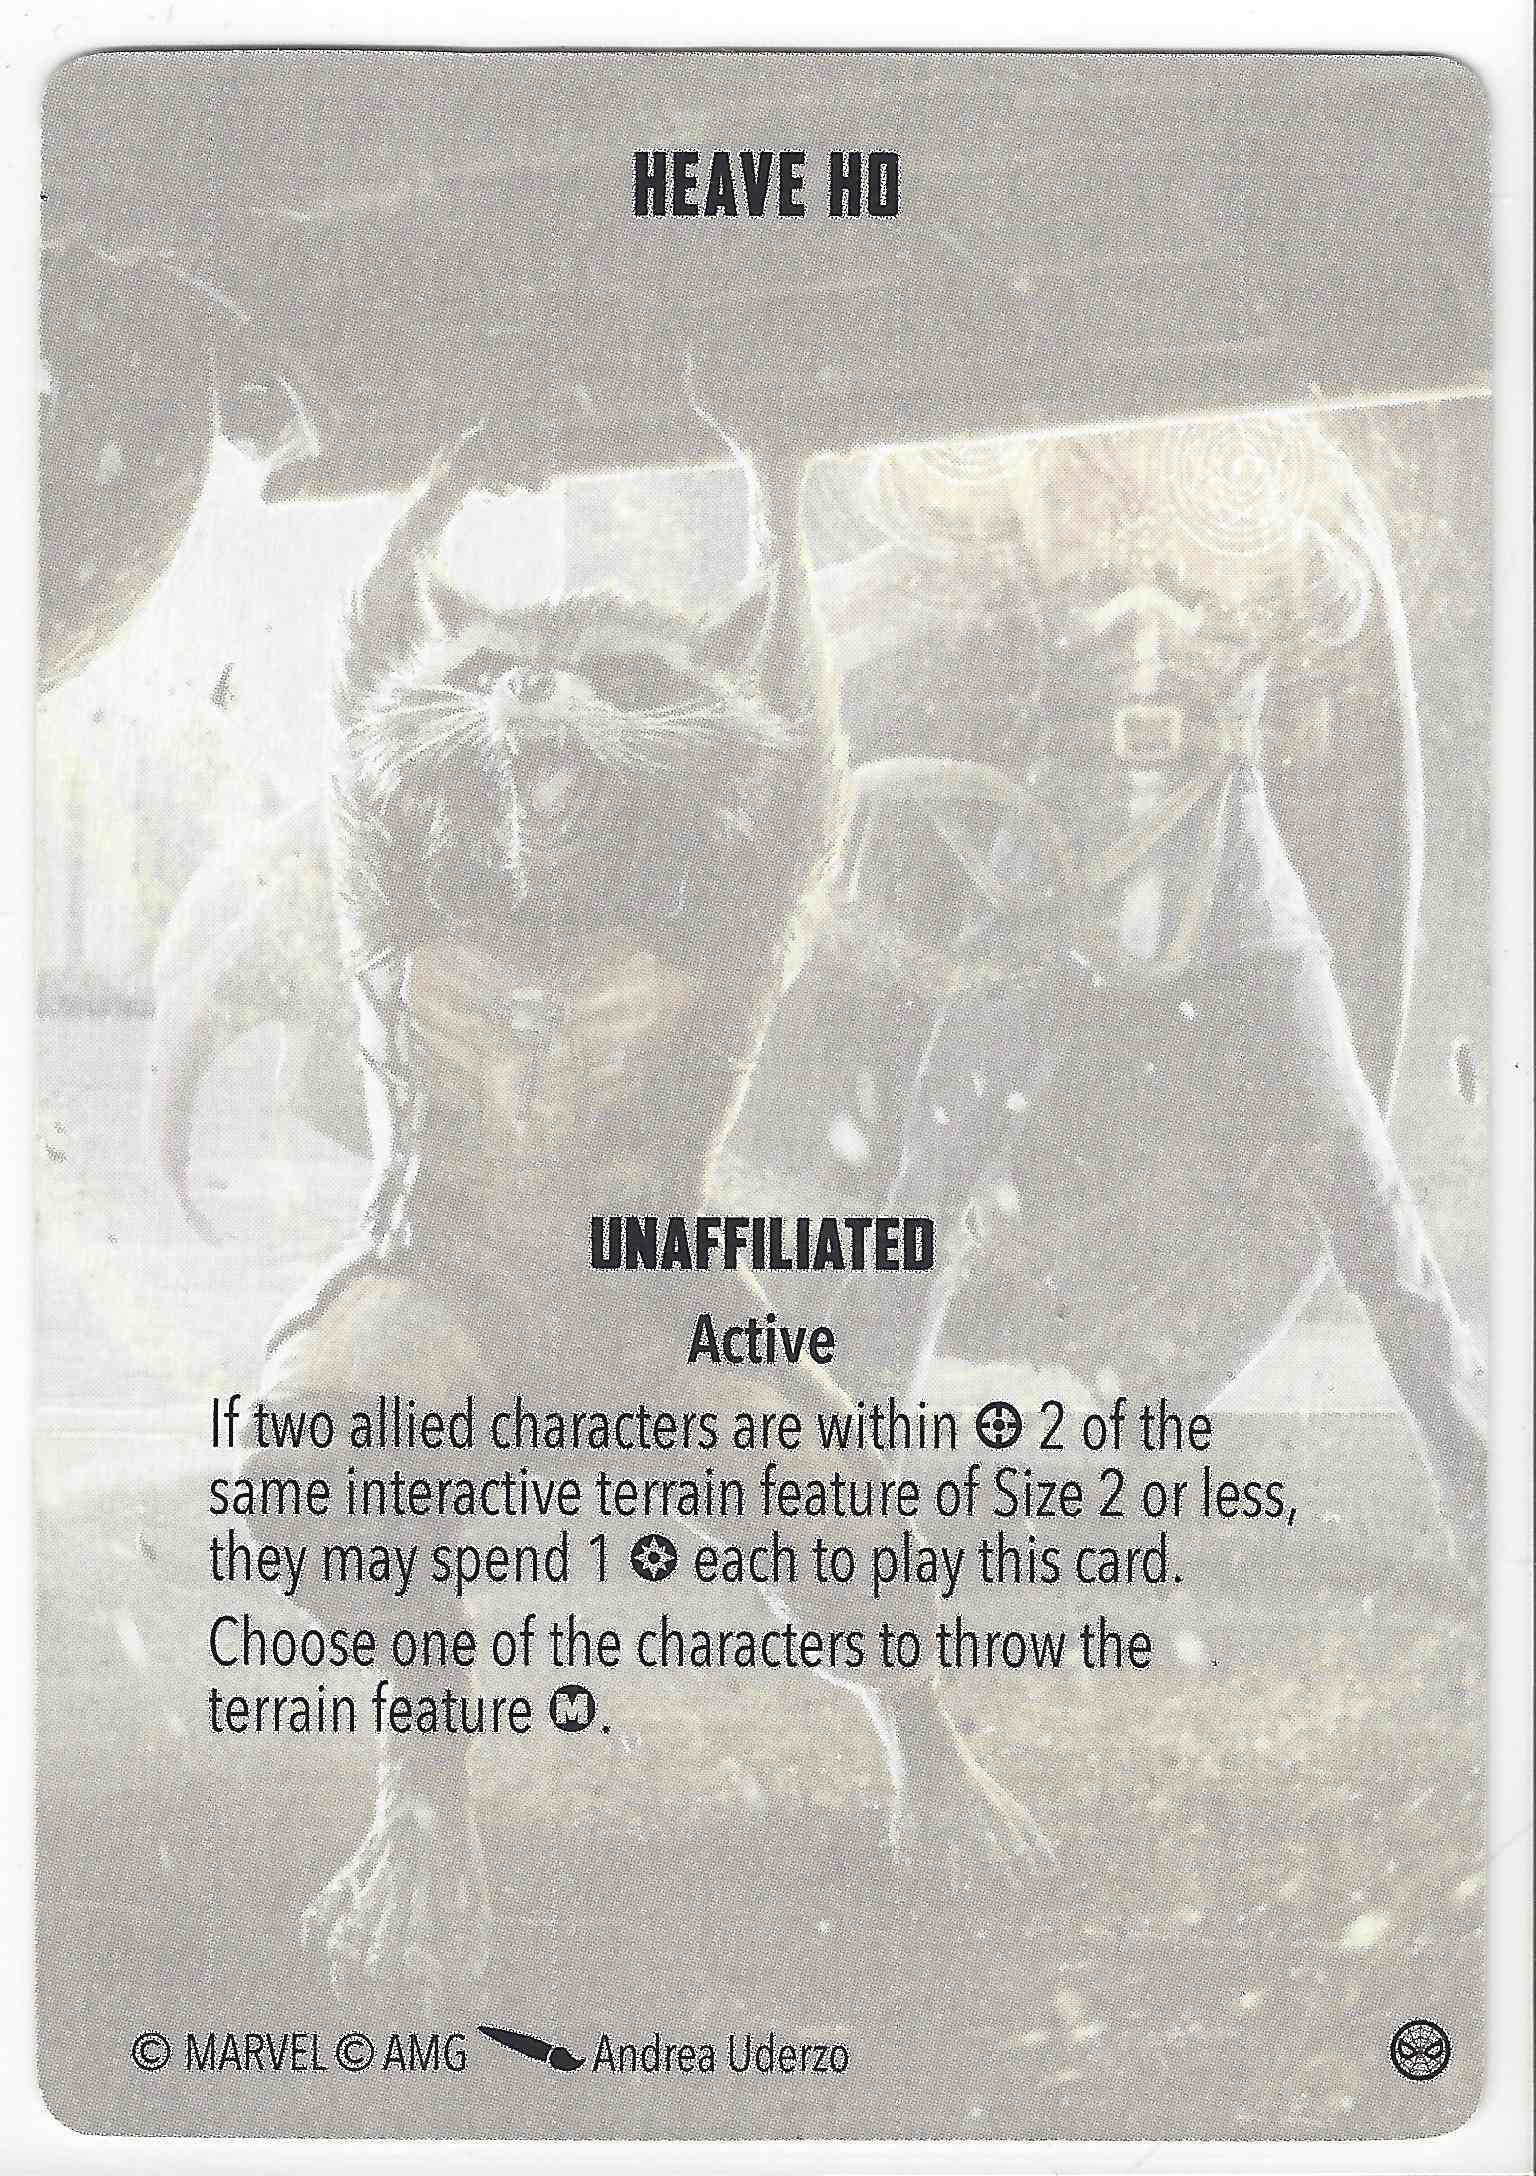 HEAVE HO
UNAFFILIATED
Active
If two allied characters are within 2 of the
same interactive terrain feature of Size 2 or less,
they may spend 1 each to play this card.
Choose one of the characters to throw the
terrain feature M.
© MARVEL © AMG Andrea Uderzo